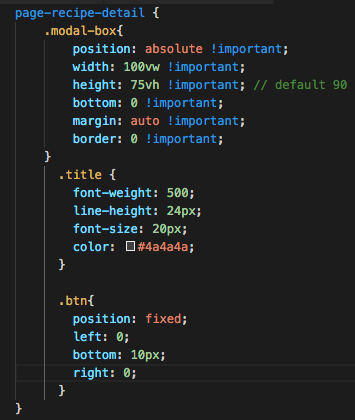 page-recipe-detail {
.modal-box{
position: absolute !important;
width: 100vw !important;
height: 75vh !important; // default 90
bottom: 0 !important;
margin: auto !important;
border: 0 !important;
}
.title {
font-weight: 500;
line-height: 24px;
font-size: 20px;
color: #4a4a4a;
}
.btn{
position: fixed;
left: 0;
bottom: 10px;
right: 0;
}
}